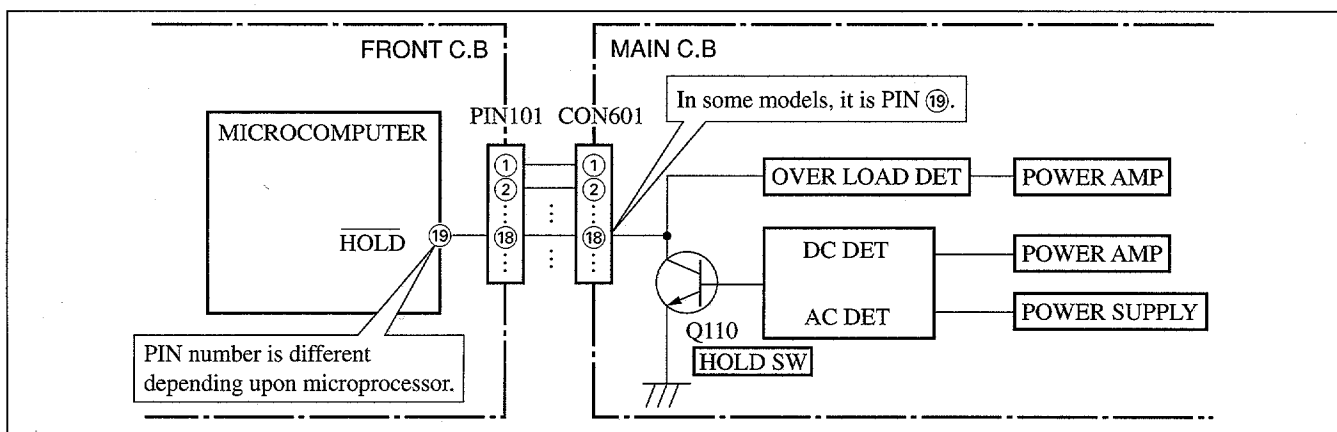 FRONT C.B
MAIN C.B
In some models, it is PIN ⑲.
PIN101
CON601
MICROCOMPUTER
①
①
②
②
OVER LOAD DET
POWER AMP
H̅O̅L̅D̅
⑲
⑱
⑱
DC DET
POWER AMP
AC DET
POWER SUPPLY
Q110
HOLD SW
PIN number is different
depending upon microprocessor.